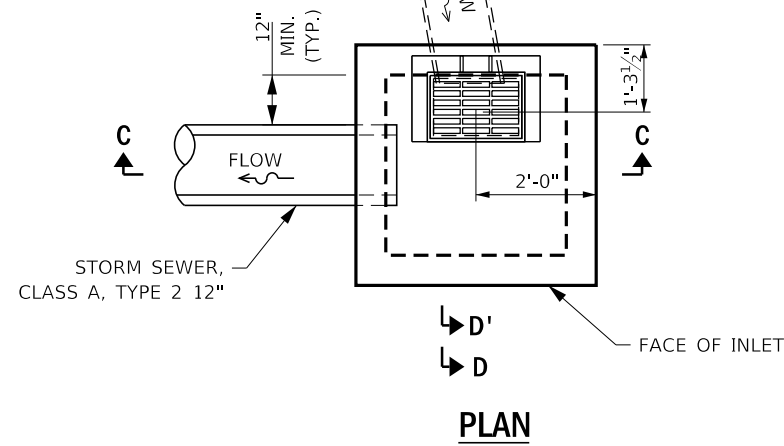 12"
MIN.
(TYP.)
N
1'-3½"
C
C
FLOW
2'-0"
STORM SEWER,
CLASS A, TYPE 2 12"
D'
D
FACE OF INLET
PLAN